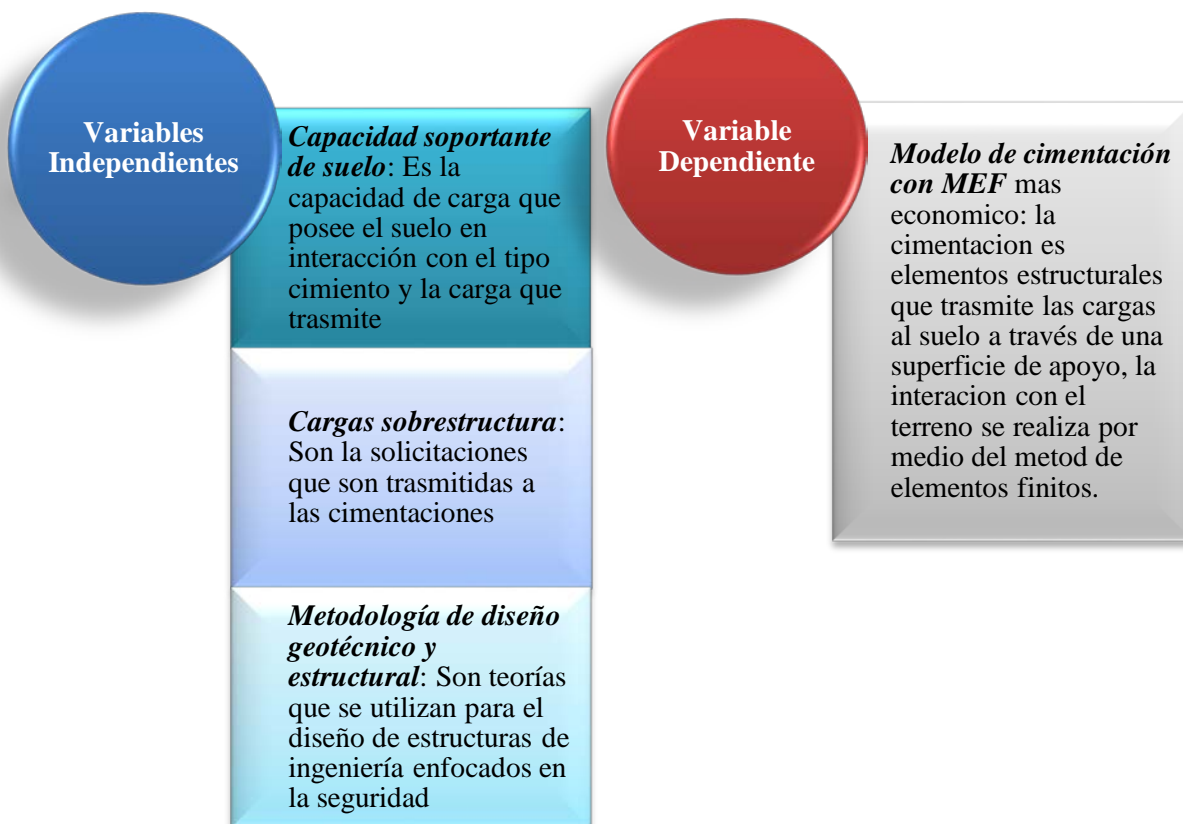 Variables
Independientes
Capacidad soportante
de suelo: Es la
capacidad de carga que
posee el suelo en
interacción con el tipo
cimiento y la carga que
trasmite
Cargas sobrestructura:
Son la solicitaciones
que son trasmitidas a
las cimentaciones
Metodología de diseño
geotécnico y
estructural: Son teorías
que se utilizan para el
diseño de estructuras de
ingeniería enfocados en
la seguridad
Variable
Dependiente
Modelo de cimentación
con MEF mas
economico: la
cimentacion es
elementos estructurales
que trasmite las cargas
al suelo a través de una
superficie de apoyo, la
interacion con el
terreno se realiza por
medio del metod de
elementos finitos.